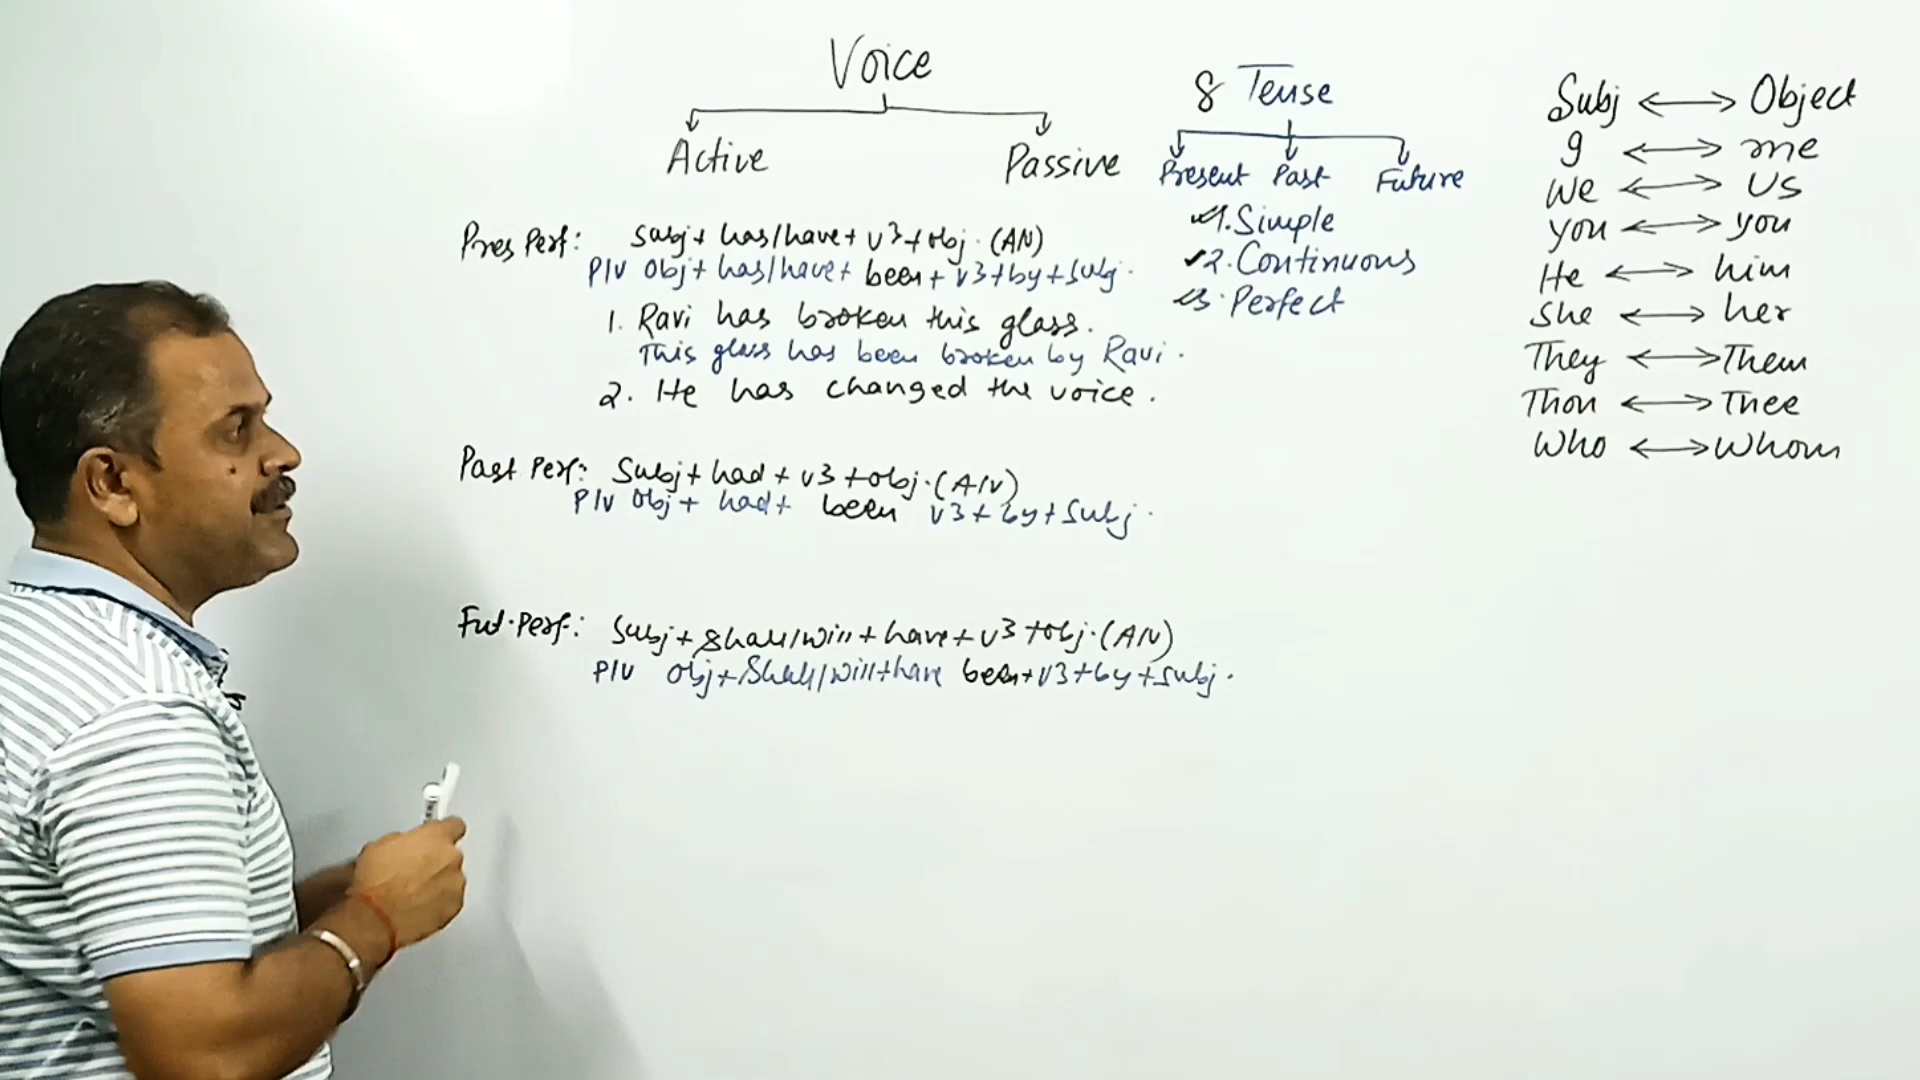 Voice
Active
Passive
Pres Perf: Subj + has/have + v3 + obj. (A/V)
P/V Obj + has/have + been + v3 + by + subj.
1. Ravi has broken this glass.
This glass has been broken by Ravi.
2. He has changed the voice.
Past Perf: Subj + had + v3 + obj. (A/V)
P/V Obj + had + been v3 + by + subj.
Fut. Perf.: Subj + shall/will + have + v3 + obj. (A/V)
P/V Obj + shall/will + have been + v3 + by + subj.
8 Tense
Present Past Future
✓1. Simple
✓2. Continuous
✓3. Perfect
Subj ↔ Object
I ↔ me
We ↔ Us
you ↔ you
He ↔ him
She ↔ her
They ↔ Them
Thou ↔ Thee
Who ↔ Whom